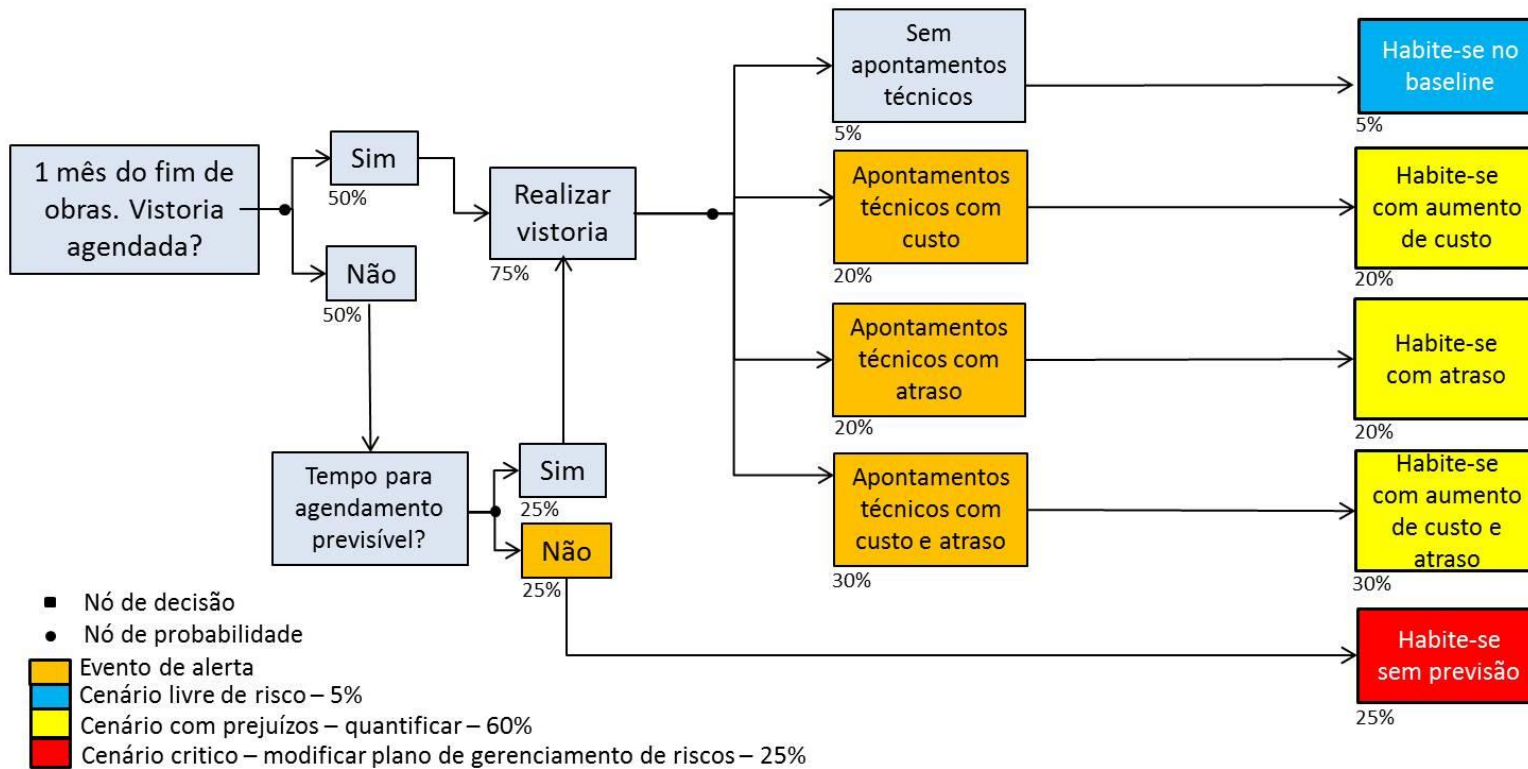 1 mês do fim de
obras. Vistoria
agendada?
Sim
50%
Não
50%
Tempo para
agendamento
previsível?
Sim
25%
Não
25%
Realizar
vistoria
75%
Sem
apontamentos
técnicos
5%
Apontamentos
técnicos com
custo
20%
Apontamentos
técnicos com
atraso
20%
Apontamentos
técnicos com
custo e atraso
30%
Habite-se no
baseline
5%
Habite-se
com aumento
de custo
20%
Habite-se
com atraso
20%
Habite-se
com aumento
de custo e
atraso
30%
Habite-se
sem previsão
25%
Nó de decisão
Nó de probabilidade
Evento de alerta
Cenário livre de risco – 5%
Cenário com prejuízos – quantificar – 60%
Cenário critico – modificar plano de gerenciamento de riscos – 25%